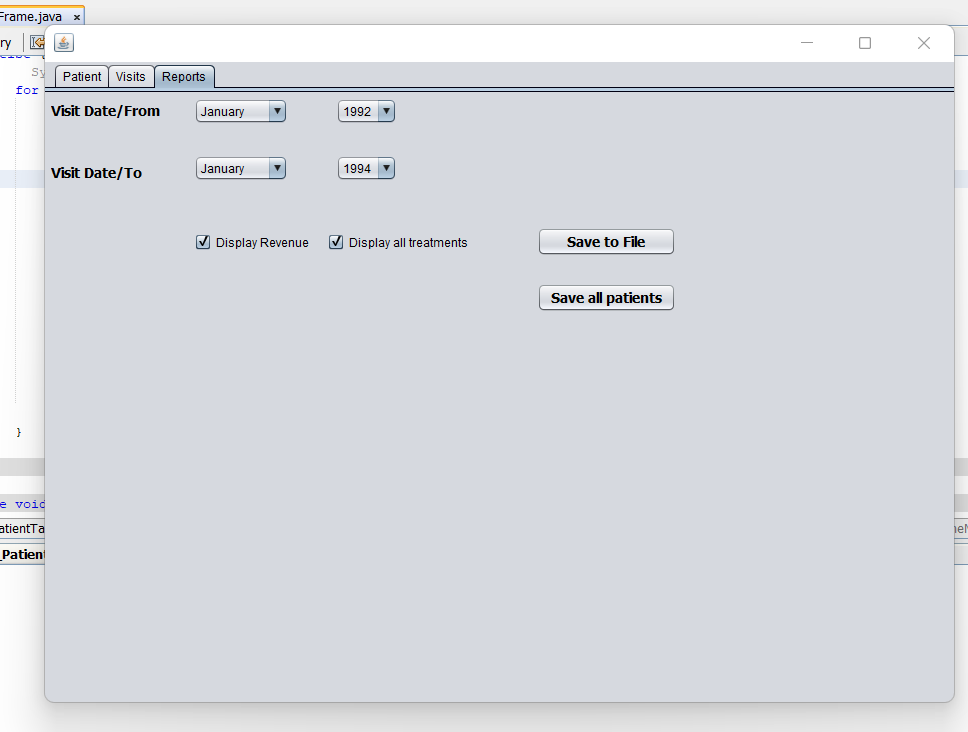 Frame.java x
ry
Sy
for
Patient Visits Reports
Visit Date/From January 1992
Visit Date/To January 1994
Display Revenue Display all treatments Save to File
Save all patients
}
e void
atientTa
_Patient